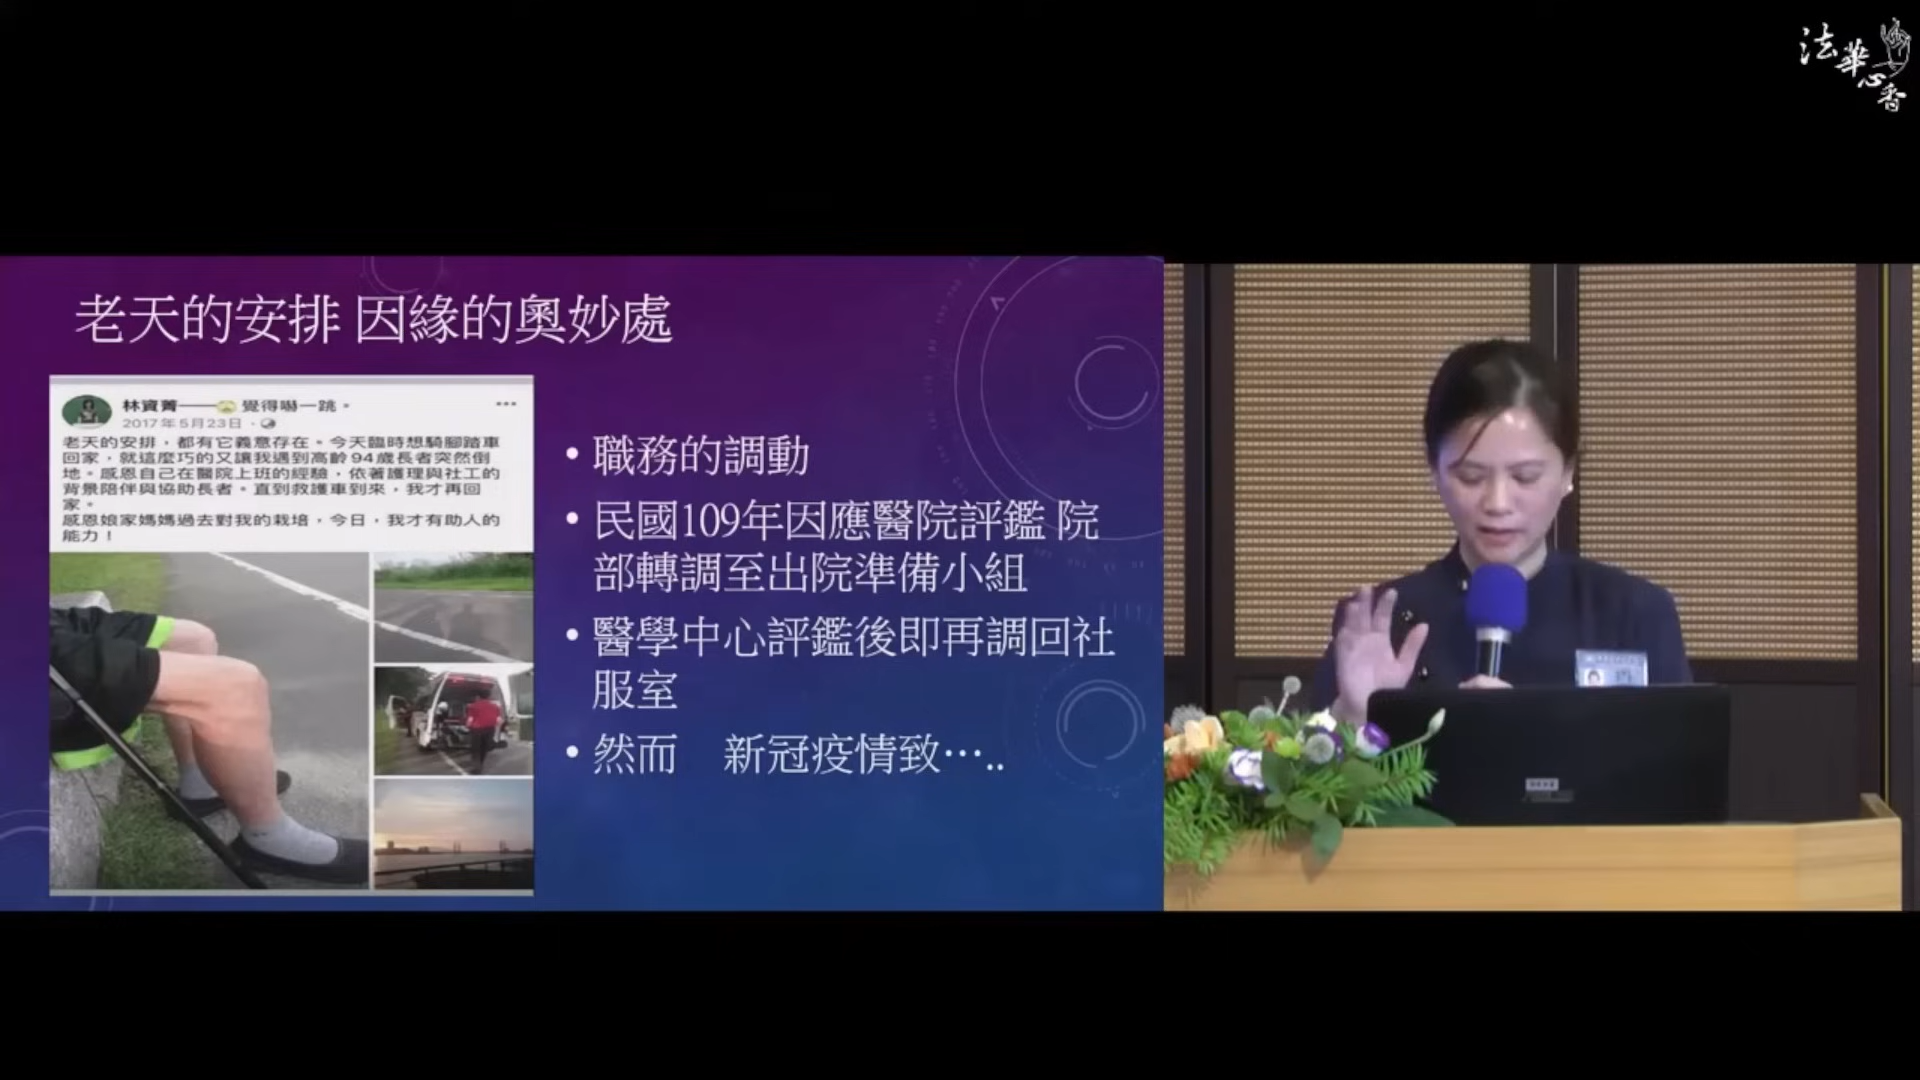 法華心香
老天的安排 因緣的奧妙處
林資菁——覺得嚇一跳。
2017年5月23日
老天的安排，都有它義意存在。今天臨時想騎腳踏車
回家，就這麼巧的又讓我遇到高齡94歲長者突然倒
地。感恩自己在醫院上班的經驗，依著護理與社工的
背景陪伴與協助長者。直到救護車到來，我才再回
家。
感恩娘家媽媽過去對我的栽培，今日，我才有助人的
能力！
• 職務的調動
• 民國109年因應醫院評鑑 院
部轉調至出院準備小組
• 醫學中心評鑑後即再調回社
服室
• 然而　新冠疫情致…..